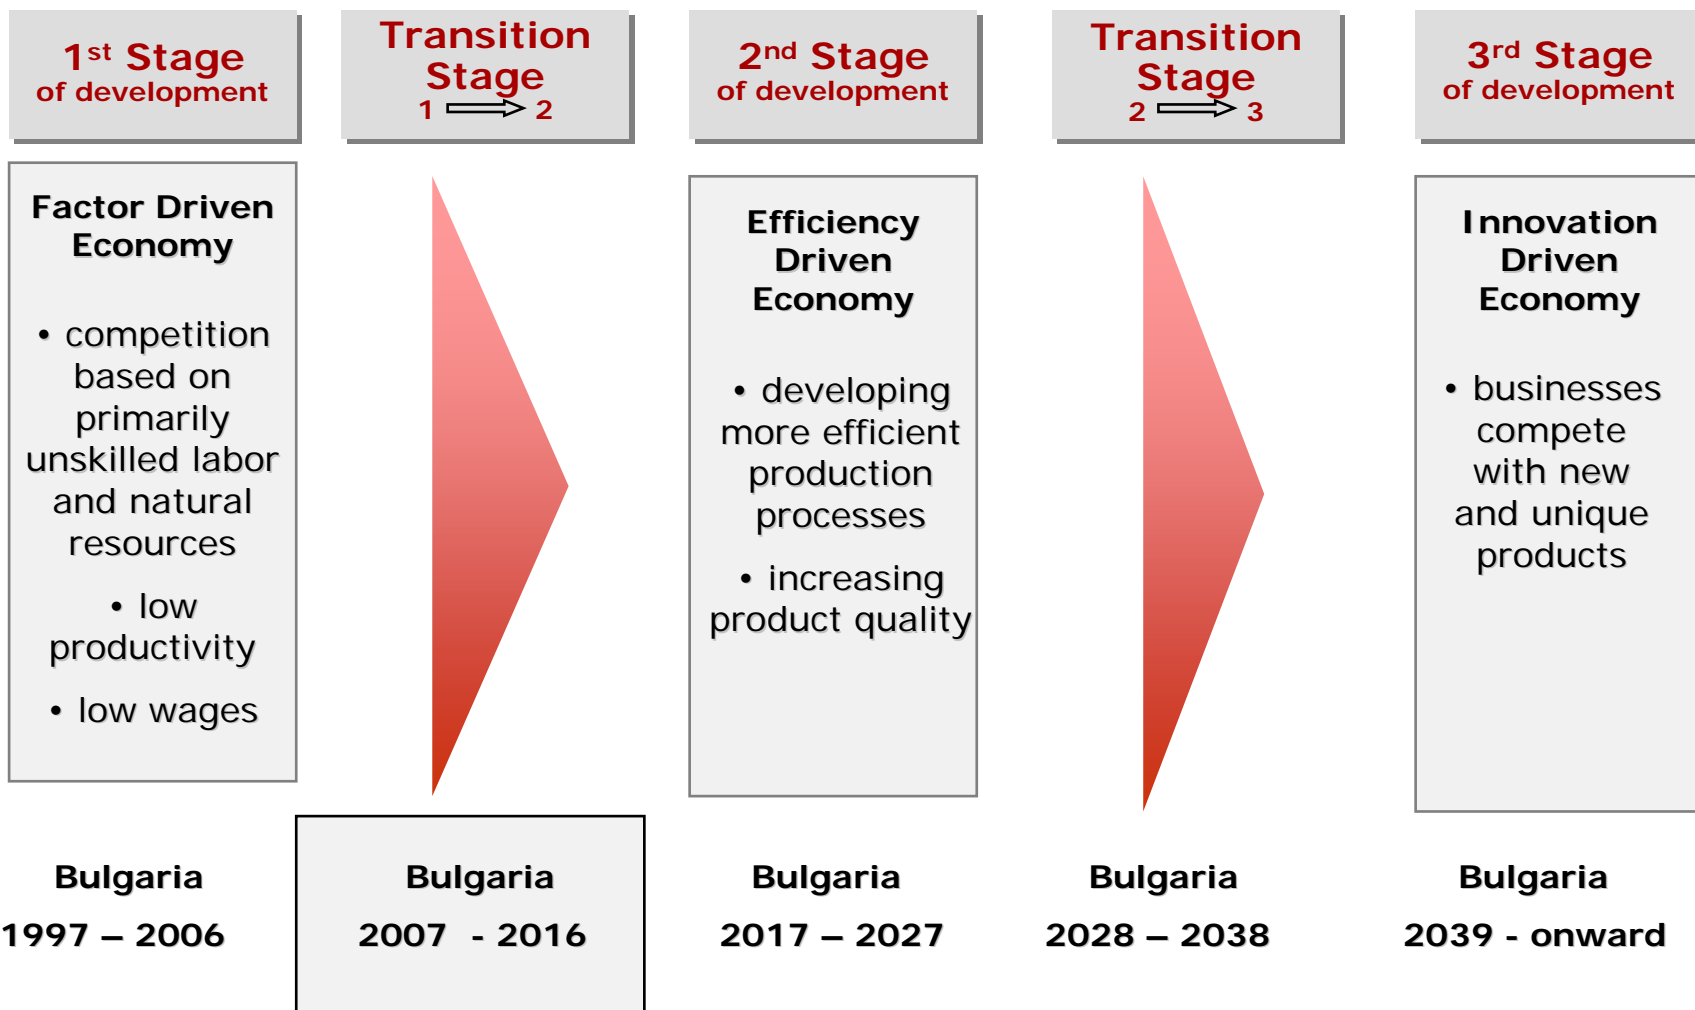 1st Stage
of development
Transition
Stage
1 2
2nd Stage
of development
Transition
Stage
2 3
3rd Stage
of development
Factor Driven
Economy
• competition
based on
primarily
unskilled labor
and natural
resources
• low
productivity
• low wages
Efficiency
Driven
Economy
• developing
more efficient
production
processes
• increasing
product quality
Innovation
Driven
Economy
• businesses
compete
with new
and unique
products
Bulgaria
1997 – 2006
Bulgaria
2007 - 2016
Bulgaria
2017 – 2027
Bulgaria
2028 – 2038
Bulgaria
2039 - onward